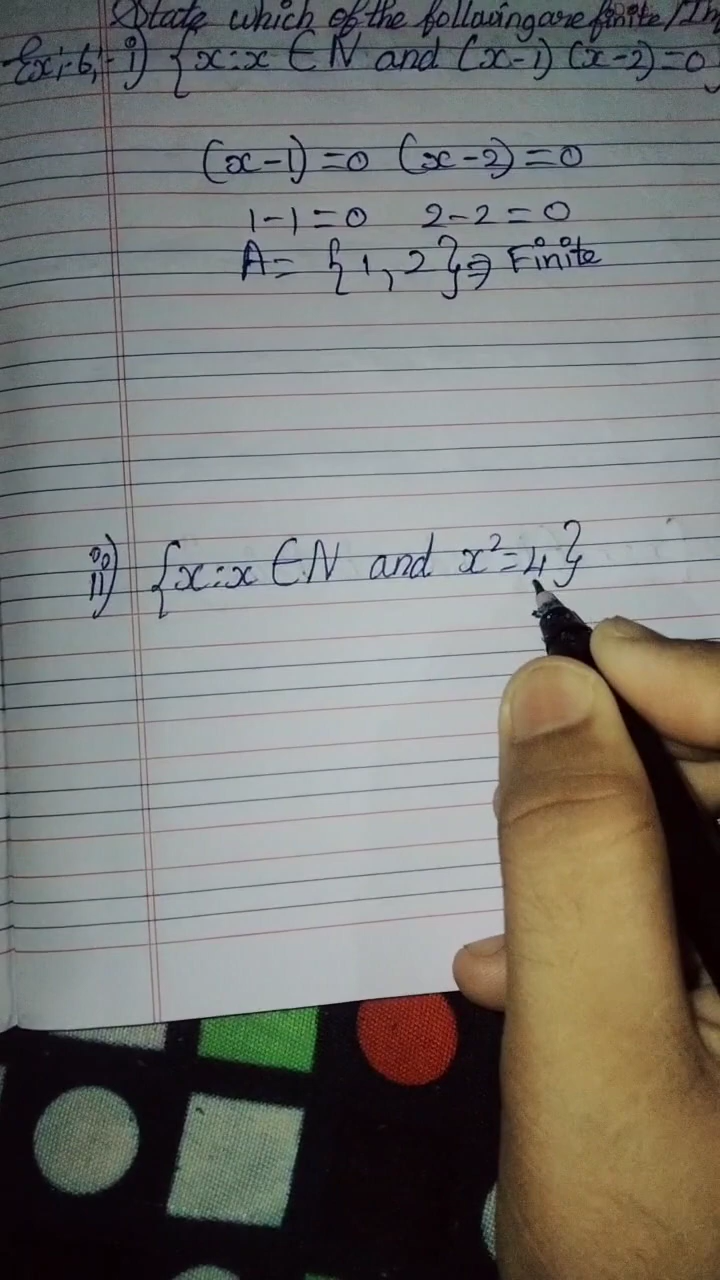 State which of the following are finite/In
Ex:-6:- i) {x:x ∈ N and (x-1) (x-2)=0}
(x-1)=0 (x-2)=0
1-1=0 2-2=0
A= {1,2}⇒ Finite
ii) {x:x ∈ N and x²=4}